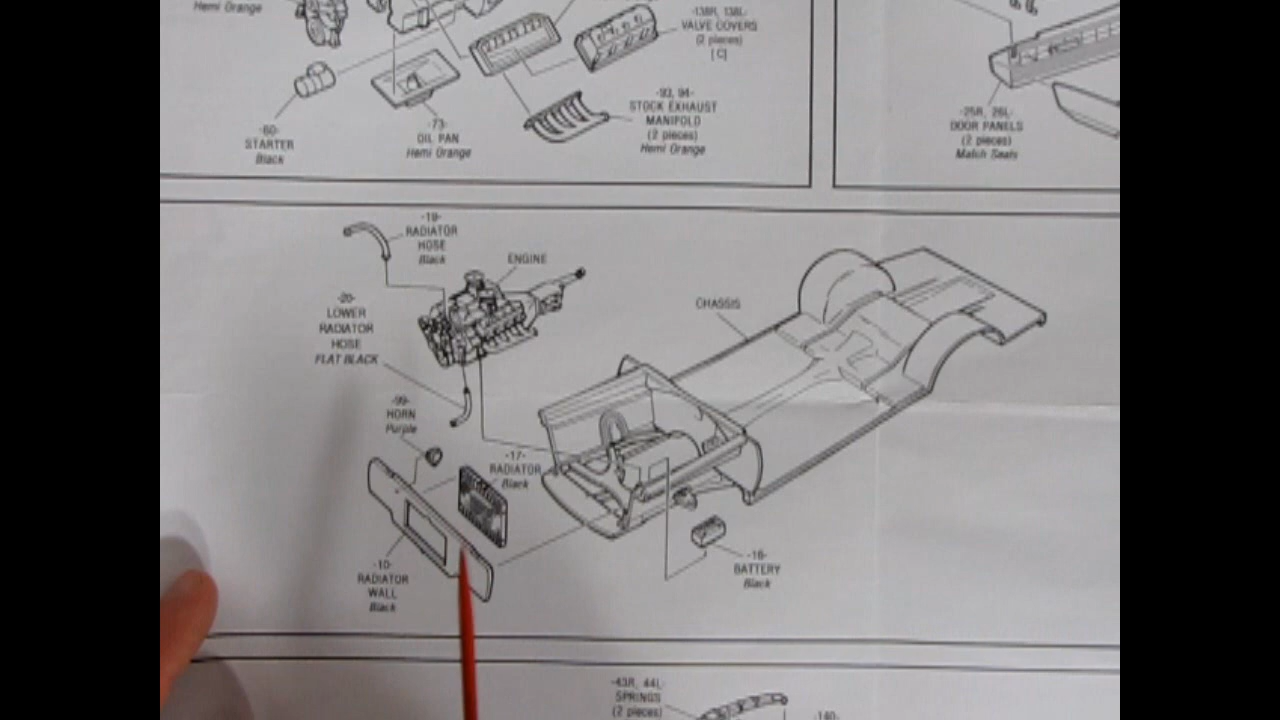 Hemi Orange
-138R, 138L-
VALVE COVERS
(2 pieces)
[C]
-93, 94-
STOCK EXHAUST
MANIFOLD
(2 pieces)
Hemi Orange
-60-
STARTER
Black
-73-
OIL PAN
Hemi Orange
-25R, 26L-
DOOR PANELS
(2 pieces)
Match Seats
-19-
RADIATOR
HOSE
Black
ENGINE
-20-
LOWER
RADIATOR
HOSE
FLAT BLACK
CHASSIS
-99-
HORN
Purple
-17-
RADIATOR
Black
-10-
RADIATOR
WALL
Black
-16-
BATTERY
Black
-43R, 44L-
SPRINGS
(2 pieces)
-140-